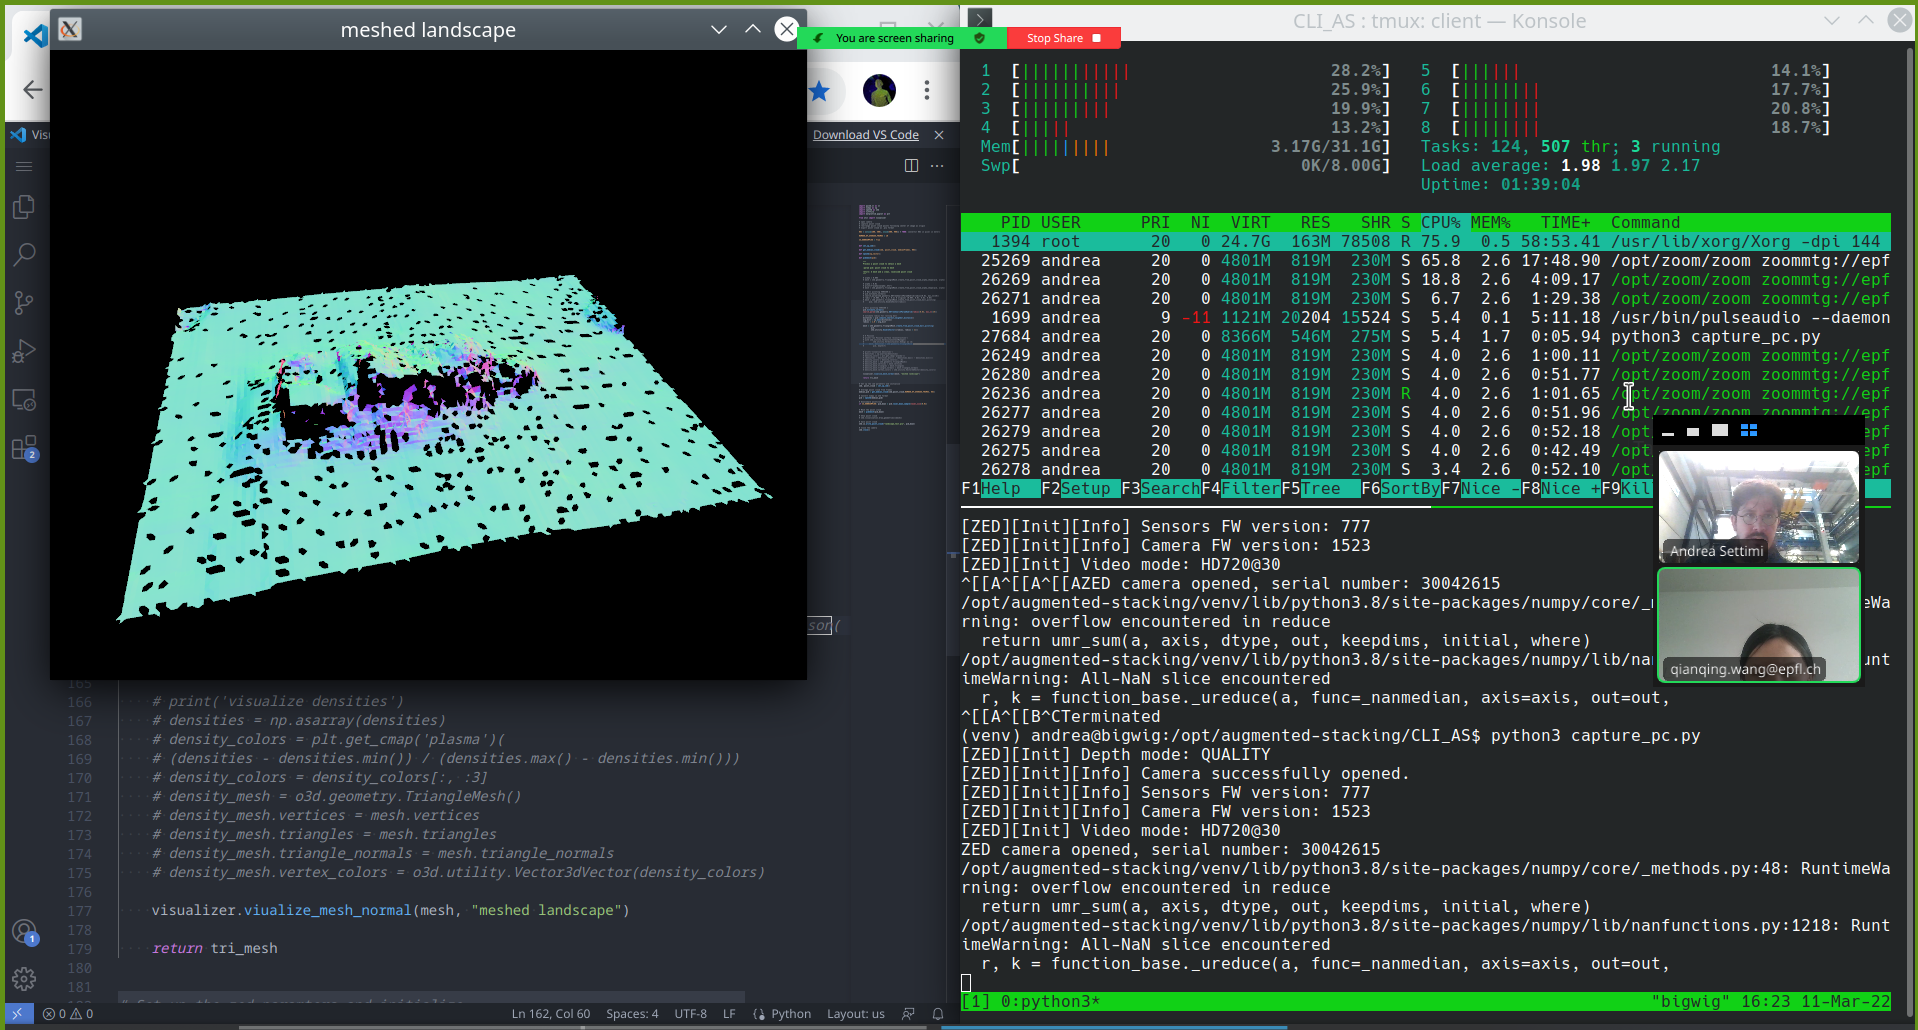 meshed landscape
You are screen sharing
Stop Share
CLI_AS : tmux: client — Konsole
Download VS Code
1 [|||||||||||| 28.2%] 5 [||||||| 14.1%]
2 [||||||||||| 25.9%] 6 [||||||||| 17.7%]
3 [|||||||||| 19.9%] 7 [||||||||| 20.8%]
4 [|||||| 13.2%] 8 [||||||||| 18.7%]
Mem[|||||||||| 3.17G/31.1G] Tasks: 124, 507 thr; 3 running
Swp[ 0K/8.00G] Load average: 1.98 1.97 2.17
Uptime: 01:39:04
PID USER PRI NI VIRT RES SHR S CPU% MEM% TIME+ Command
1394 root 20 0 24.7G 163M 78508 R 75.9 0.5 58:53.41 /usr/lib/xorg/Xorg -dpi 144
25269 andrea 20 0 4801M 819M 230M S 65.8 2.6 17:48.90 /opt/zoom/zoom zoommtg://epf
26269 andrea 20 0 4801M 819M 230M S 18.8 2.6 4:09.17 /opt/zoom/zoom zoommtg://epf
26271 andrea 20 0 4801M 819M 230M S 6.7 2.6 1:29.38 /opt/zoom/zoom zoommtg://epf
1699 andrea 9 -11 1121M 20204 15524 S 5.4 0.1 5:11.18 /usr/bin/pulseaudio --daemon
27684 andrea 20 0 8366M 546M 275M S 5.4 1.7 0:05.94 python3 capture_pc.py
26249 andrea 20 0 4801M 819M 230M S 4.0 2.6 1:00.11 /opt/zoom/zoom zoommtg://epf
26280 andrea 20 0 4801M 819M 230M S 4.0 2.6 0:51.77 /opt/zoom/zoom zoommtg://epf
26236 andrea 20 0 4801M 819M 230M R 4.0 2.6 1:01.65 /opt/zoom/zoom zoommtg://epf
26277 andrea 20 0 4801M 819M 230M S 4.0 2.6 0:51.96 /opt/zoom/zoom zoommtg://epf
26279 andrea 20 0 4801M 819M 230M S 4.0 2.6 0:52.18 /opt epf
26275 andrea 20 0 4801M 819M 230M S 4.0 2.6 0:42.49 /opt epf
26278 andrea 20 0 4801M 819M 230M S 3.4 2.6 0:52.10 /opt epf
F1Help F2Setup F3SearchF4FilterF5Tree F6SortByF7Nice -F8Nice +F9Kil
[ZED][Init][Info] Sensors FW version: 777
[ZED][Init][Info] Camera FW version: 1523
[ZED][Init][Info] Video mode: HD720@30
^[[A^[[A^[[AZED camera opened, serial number: 30042615
/opt/augmented-stacking/venv/lib/python3.8/site-packages/numpy/core/_ eWa
rning: overflow encountered in reduce
return umr_sum(a, axis, dtype, out, keepdims, initial, where)
/opt/augmented-stacking/venv/lib/python3.8/site-packages/numpy/lib/nan unt
imeWarning: All-NaN slice encountered
r, k = function_base._ureduce(a, func=_nanmedian, axis=axis, out=out,
^[[A^[[B^CTerminated
(venv) andrea@bigwig:/opt/augmented-stacking/CLI_AS$ python3 capture_pc.py
[ZED][Init] Depth mode: QUALITY
[ZED][Init][Info] Camera successfully opened.
[ZED][Init][Info] Sensors FW version: 777
[ZED][Init][Info] Camera FW version: 1523
[ZED][Init] Video mode: HD720@30
ZED camera opened, serial number: 30042615
/opt/augmented-stacking/venv/lib/python3.8/site-packages/numpy/core/_methods.py:48: RuntimeWa
rning: overflow encountered in reduce
return umr_sum(a, axis, dtype, out, keepdims, initial, where)
/opt/augmented-stacking/venv/lib/python3.8/site-packages/numpy/lib/nanfunctions.py:1218: Runt
imeWarning: All-NaN slice encountered
r, k = function_base._ureduce(a, func=_nanmedian, axis=axis, out=out,
[1] 0:python3* "bigwig" 16:23 11-Mar-22
Andrea Settimi
qianqing.wang@epfl.ch
Vis
2
son(
165
166 # print('visualize densities')
167 # densities = np.asarray(densities)
168 # density_colors = plt.get_cmap('plasma')(
169 # (densities - densities.min()) / (densities.max() - densities.min()))
170 # density_colors = density_colors[:, :3]
171 # density_mesh = o3d.geometry.TriangleMesh()
172 # density_mesh.vertices = mesh.vertices
173 # density_mesh.triangles = mesh.triangles
174 # density_mesh.triangle_normals = mesh.triangle_normals
175 # density_mesh.vertex_colors = o3d.utility.Vector3dVector(density_colors)
176
177 visualizer.viualize_mesh_normal(mesh, "meshed landscape")
178
179 return tri_mesh
180
181
1
0 0 Ln 162, Col 60 Spaces: 4 UTF-8 LF Python Layout: us